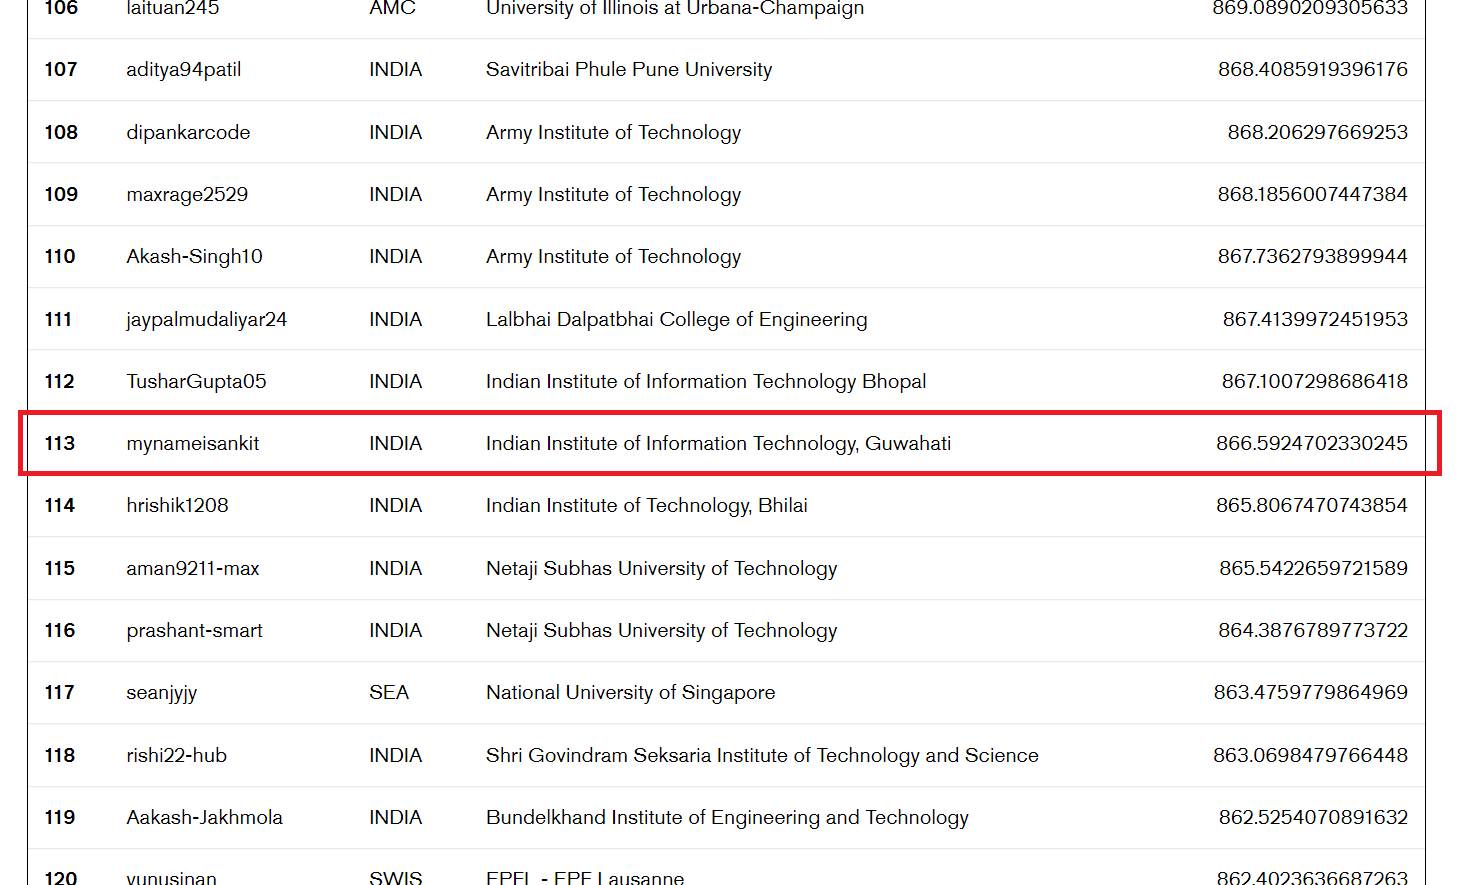 106 laituan245 AMC University of Illinois at Urbana-Champaign 869.0890209305633
107 aditya94patil INDIA Savitribai Phule Pune University 868.4085919396176
108 dipankarcode INDIA Army Institute of Technology 868.206297669253
109 maxrage2529 INDIA Army Institute of Technology 868.1856007447384
110 Akash-Singh10 INDIA Army Institute of Technology 867.7362793899944
111 jaypalmudaliyar24 INDIA Lalbhai Dalpatbhai College of Engineering 867.4139972451953
112 TusharGupta05 INDIA Indian Institute of Information Technology Bhopal 867.1007298686418
113 mynameisankit INDIA Indian Institute of Information Technology, Guwahati 866.5924702330245
114 hrishik1208 INDIA Indian Institute of Technology, Bhilai 865.8067470743854
115 aman9211-max INDIA Netaji Subhas University of Technology 865.5422659721589
116 prashant-smart INDIA Netaji Subhas University of Technology 864.3876789773722
117 seanjyjy SEA National University of Singapore 863.4759779864969
118 rishi22-hub INDIA Shri Govindram Seksaria Institute of Technology and Science 863.0698479766448
119 Aakash-Jakhmola INDIA Bundelkhand Institute of Engineering and Technology 862.5254070891632
120 yunusinan SWIS EPFL - EPF Lausanne 862.4023636687263